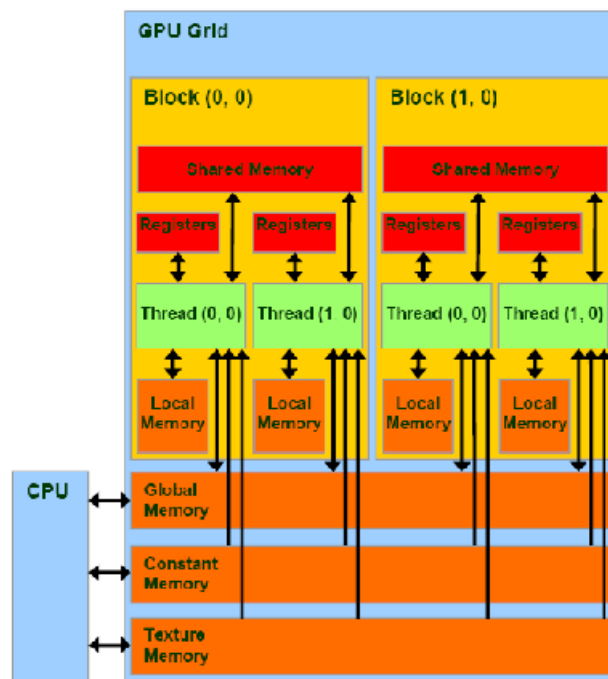 GPU Grid
Block (0, 0)
Shared Memory
Registers
Registers
Thread (0, 0)
Thread (1, 0)
Local
Memory
Local
Memory
Block (1, 0)
Shared Memory
Registers
Registers
Thread (0, 0)
Thread (1, 0)
Local
Memory
Local
Memory
CPU
Global
Memory
Constant
Memory
Texture
Memory